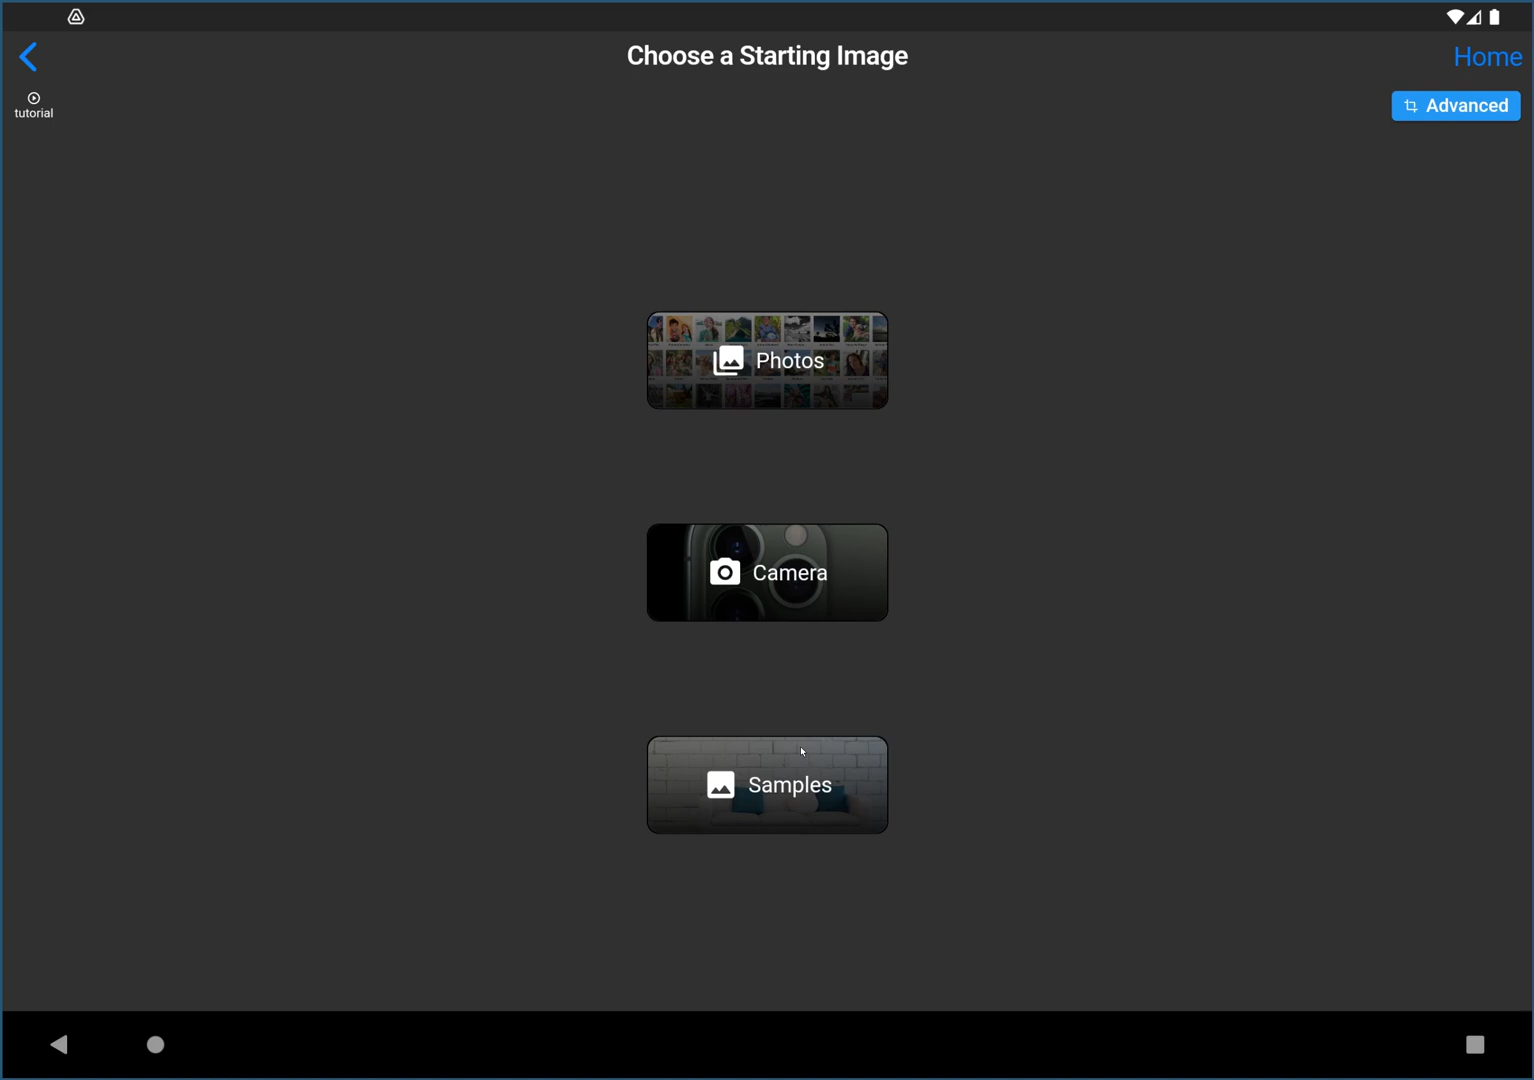 Choose a Starting Image
Home
tutorial
Advanced
Photos
Camera
Samples